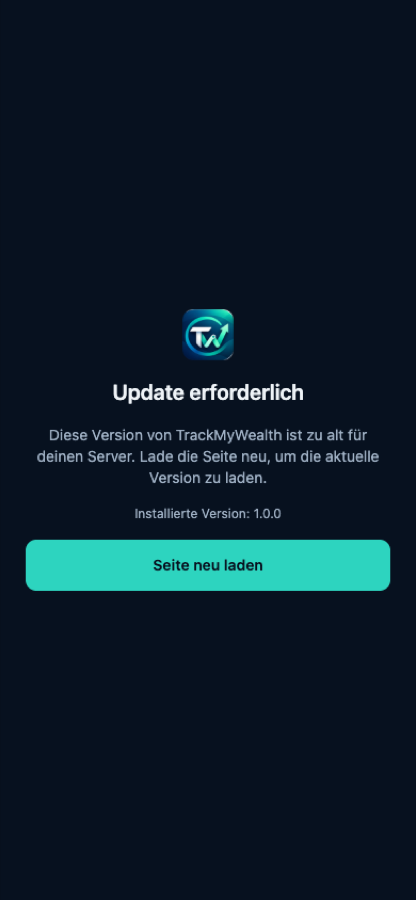 TW
Update erforderlich
Diese Version von TrackMyWealth ist zu alt für
deinen Server. Lade die Seite neu, um die aktuelle
Version zu laden.
Installierte Version: 1.0.0
Seite neu laden